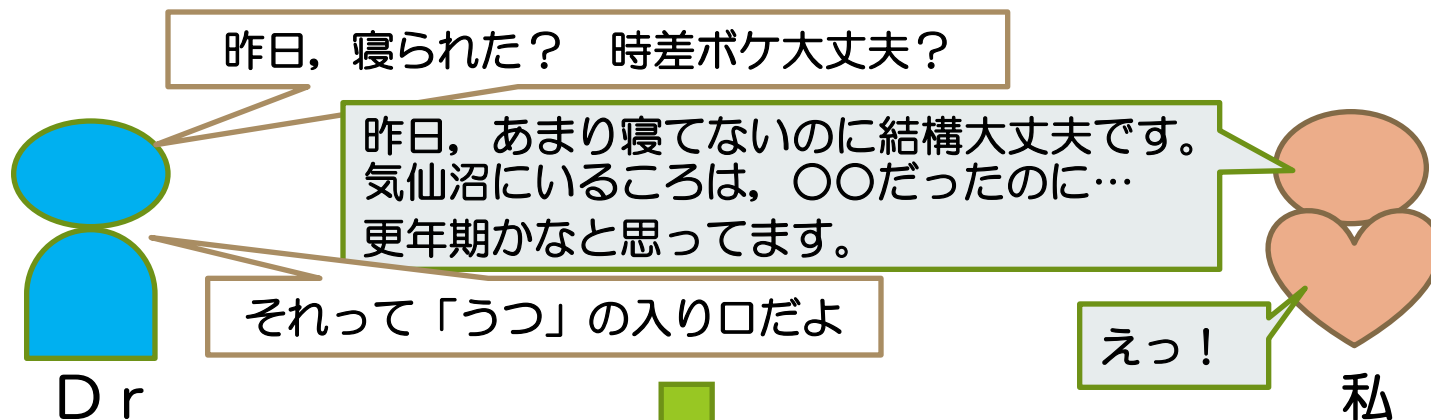 昨日，寝られた？　時差ボケ大丈夫？
昨日，あまり寝てないのに結構大丈夫です。
気仙沼にいるころは，〇〇だったのに…
更年期かなと思ってます。
それって「うつ」の入り口だよ
えっ！
Ｄｒ
私